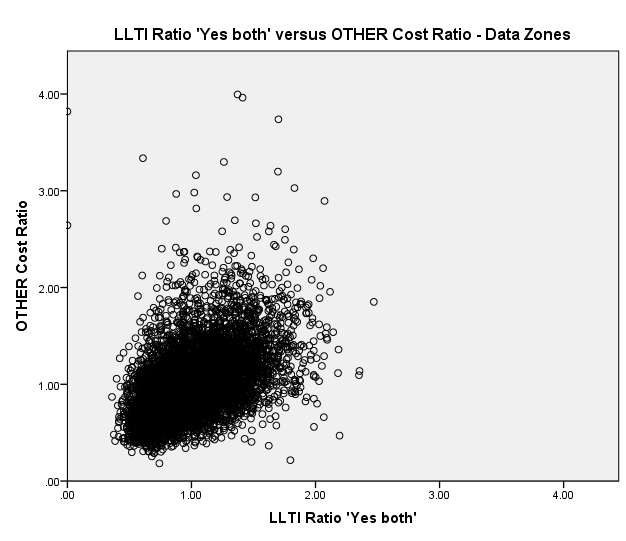 LLTI Ratio 'Yes both' versus OTHER Cost Ratio - Data Zones
OTHER Cost Ratio
4.00
3.00
2.00
1.00
.00
.00 1.00 2.00 3.00 4.00
LLTI Ratio 'Yes both'